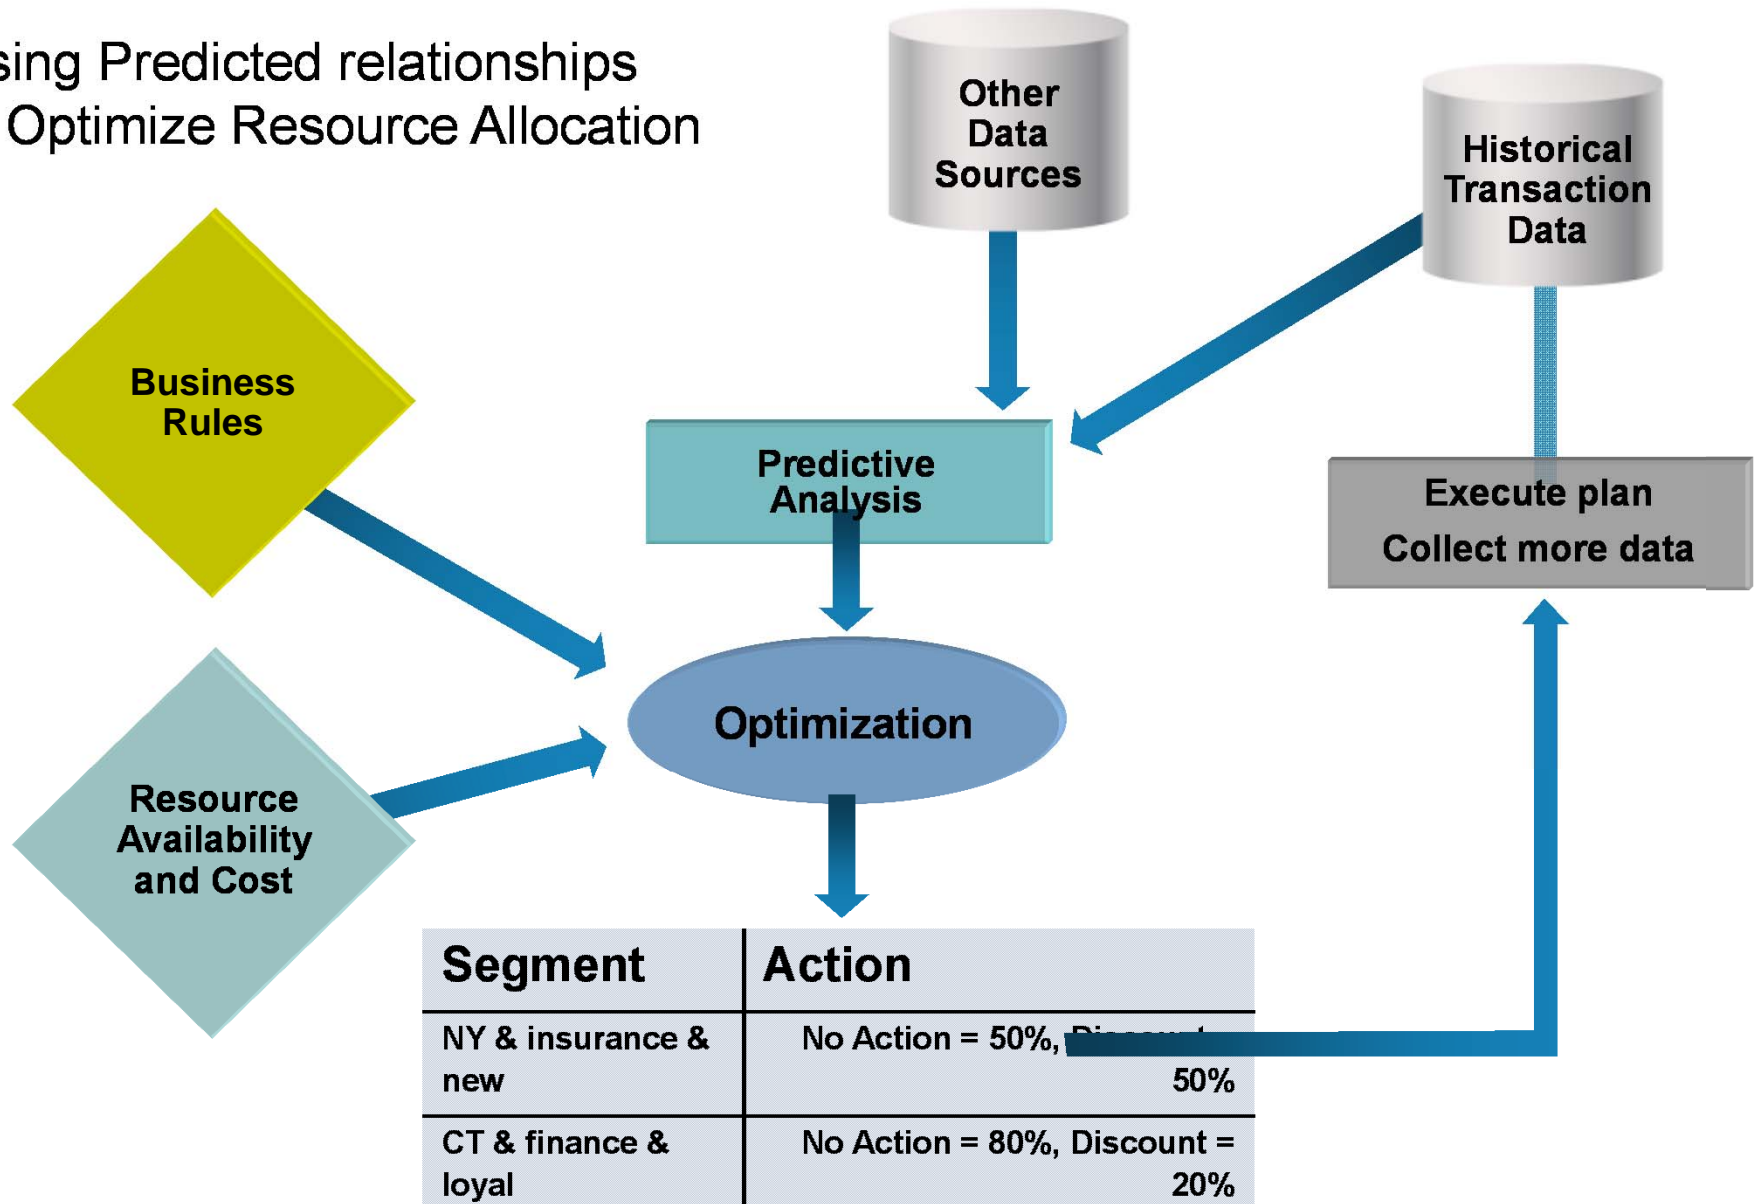 sing Predicted relationships
Optimize Resource Allocation
Other
Data
Sources
Historical
Transaction
Data
Business
Rules
Predictive
Analysis
Execute plan
Collect more data
Optimization
Resource
Availability
and Cost
Segment
Action
NY & insurance &
new
No Action = 50%,
50%
CT & finance &
loyal
No Action = 80%, Discount =
20%